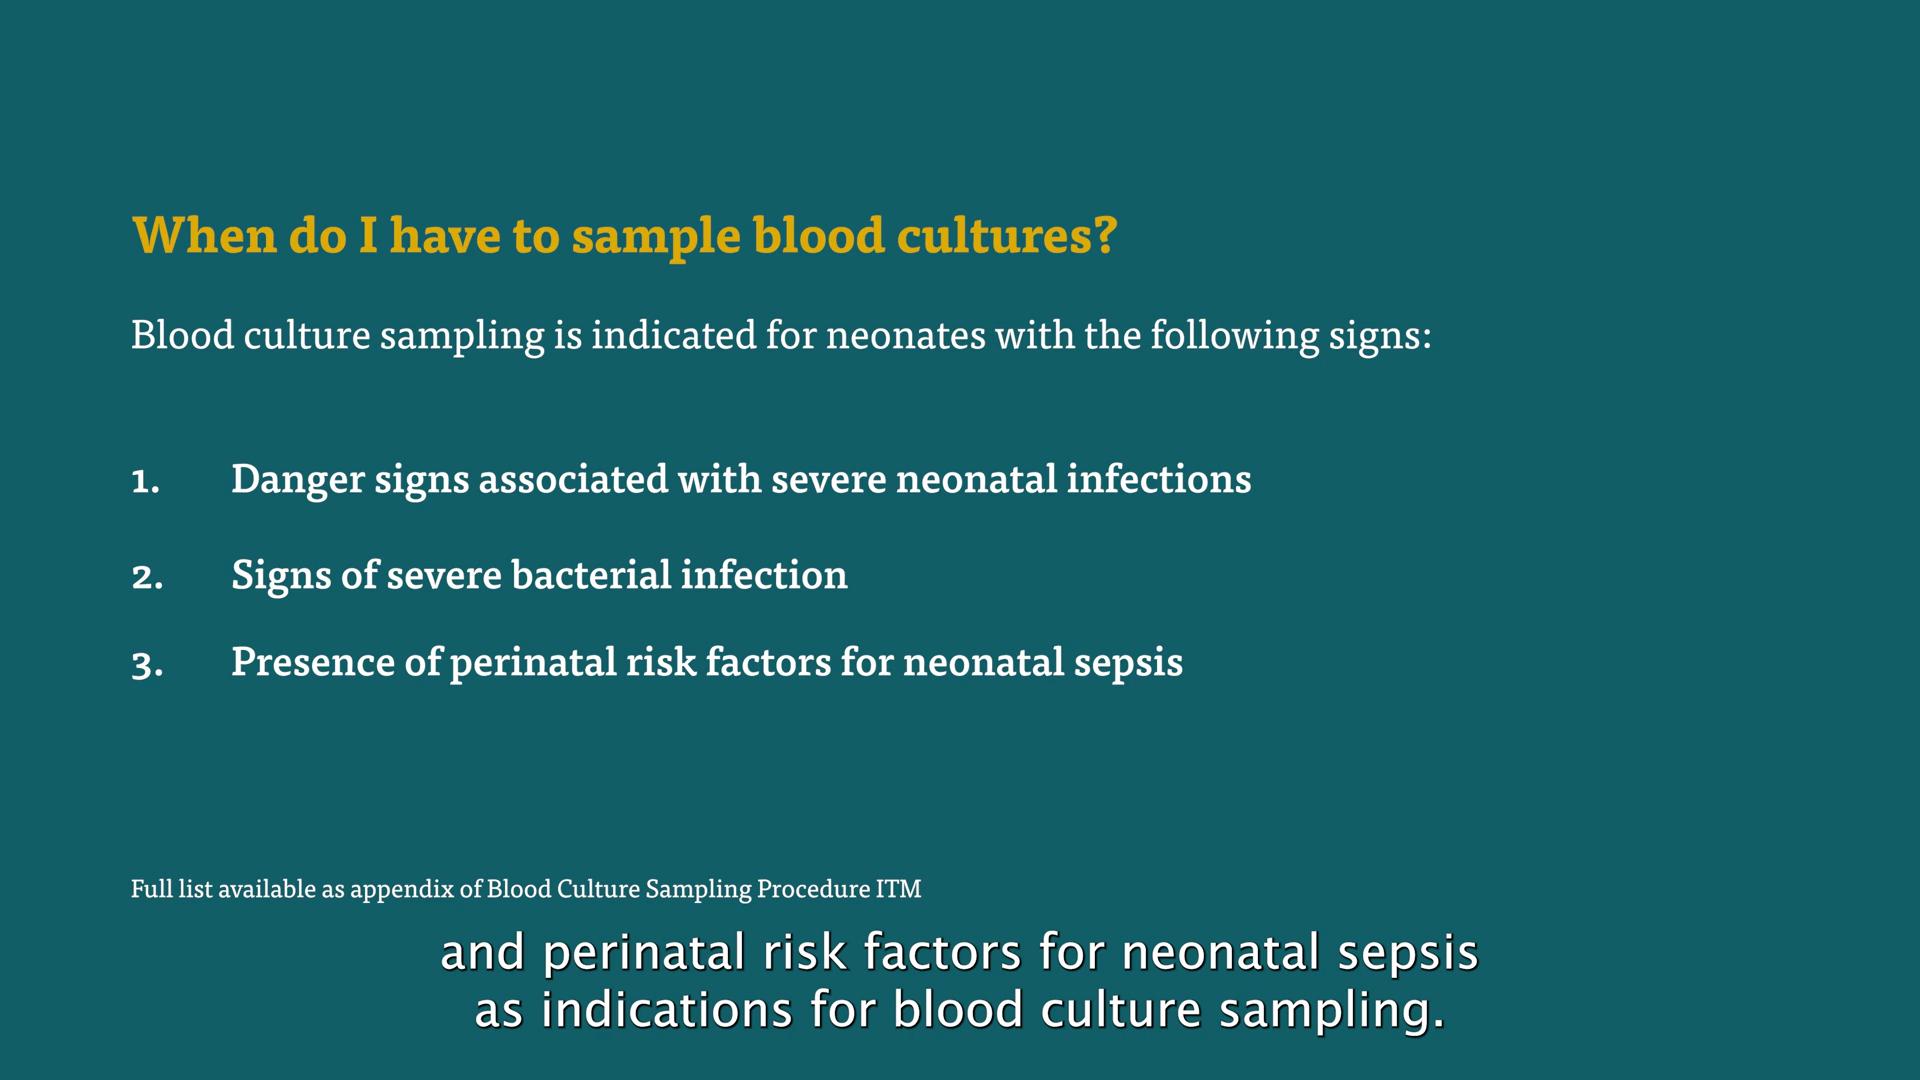 When do I have to sample blood cultures?
Blood culture sampling is indicated for neonates with the following signs:
1. Danger signs associated with severe neonatal infections
2. Signs of severe bacterial infection
3. Presence of perinatal risk factors for neonatal sepsis
Full list available as appendix of Blood Culture Sampling Procedure ITM
and perinatal risk factors for neonatal sepsis
as indications for blood culture sampling.